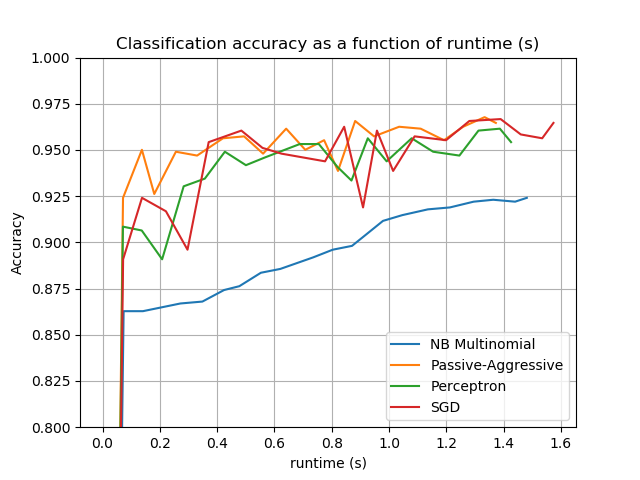 Classification accuracy as a function of runtime (s)
1.000
0.975
0.950
0.925
0.900
0.875
0.850
0.825
0.800
Accuracy
NB Multinomial
Passive-Aggressive
Perceptron
SGD
0.0 0.2 0.4 0.6 0.8 1.0 1.2 1.4 1.6
runtime (s)